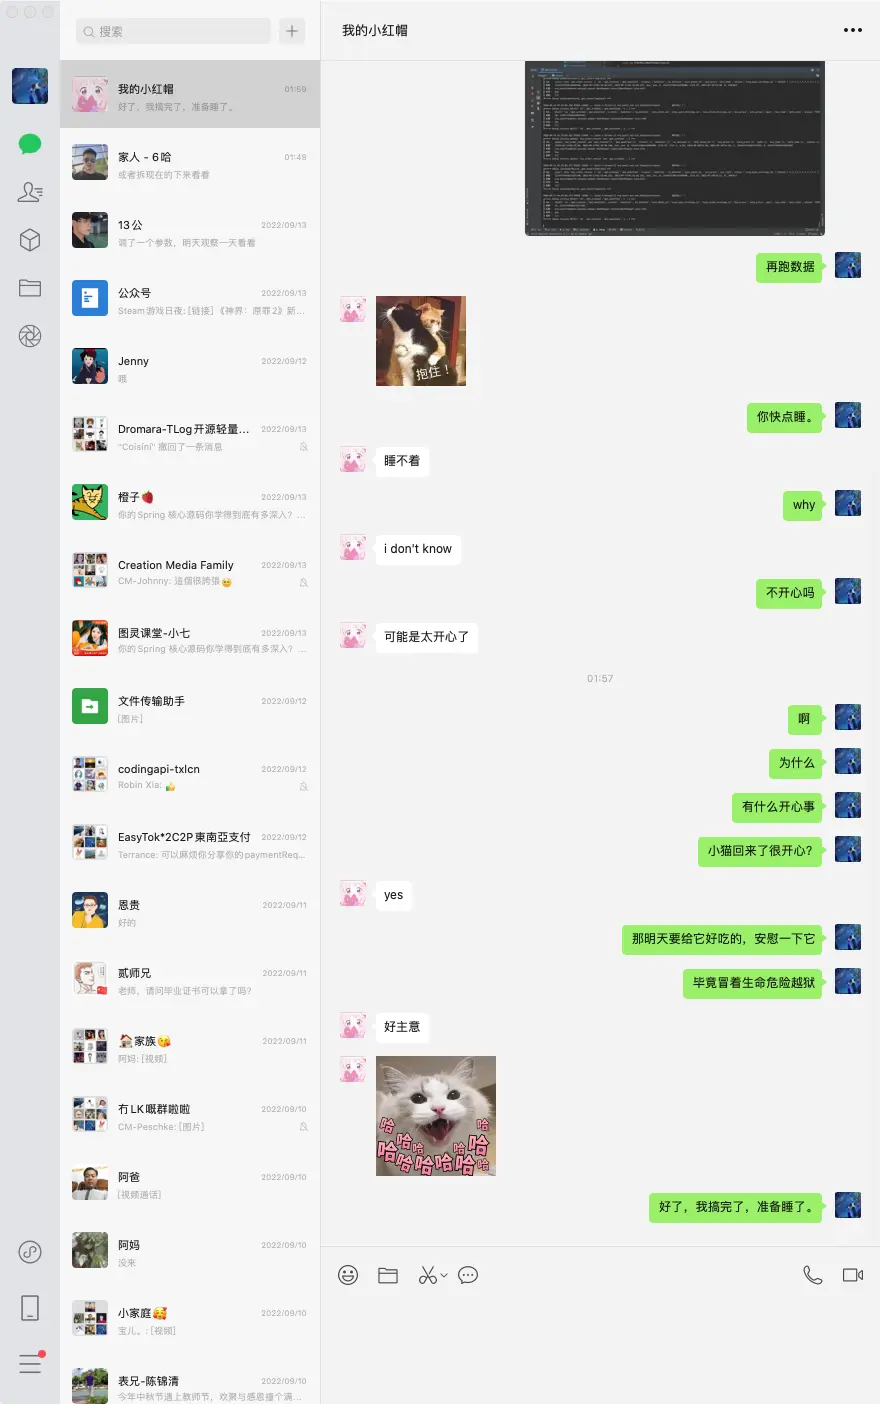 搜索
我的小红帽
01:59
好了，我搞完了，准备睡了。
家人 - 6哈
01:48
或者拆现在的下来看看
13公
2022/09/13
调了一个参数，明天观察一天看看
公众号
2022/09/13
Steam游戏日夜: [链接] 《神界：原罪2》新...
Jenny
2022/09/12
哦
Dromara-TLog开源轻量...
2022/09/13
"Coisini" 撤回了一条消息
橙子🍓
2022/09/13
你的Spring 核心源码你学得到底有多深入？...
Creation Media Family
2022/09/13
CM-Johnny: 這個很誇張
图灵课堂-小七
2022/09/13
你的Spring 核心源码你学得到底有多深入？...
文件传输助手
2022/09/12
[图片]
codingapi-txlcn
2022/09/12
Robin Xia: 👍
EasyTok*2C2P東南亞支付
2022/09/12
Terrance: 可以麻烦你分享你的paymentReq...
恩贵
2022/09/11
好的
贰师兄
2022/09/11
老师，请问毕业证书可以拿了吗?
🏠家族😘
2022/09/11
阿妈: [视频]
冇LK嘅群啦啦
2022/09/10
CM-Peschke: [图片]
阿爸
2022/09/10
[视频通话]
阿妈
2022/09/10
没来
小家庭🥰
2022/09/10
宝儿。: [视频]
表兄-陈锦清
2022/09/10
今年中秋节遇上教师节，欢聚与感恩撞个满...
我的小红帽
再跑数据
抱住！
你快点睡。
睡不着
why
i don't know
不开心吗
可能是太开心了
01:57
啊
为什么
有什么开心事
小猫回来了很开心?
yes
那明天要给它好吃的，安慰一下它
毕竟冒着生命危险越狱
好主意
哈哈哈哈哈哈哈哈哈哈哈
好了，我搞完了，准备睡了。